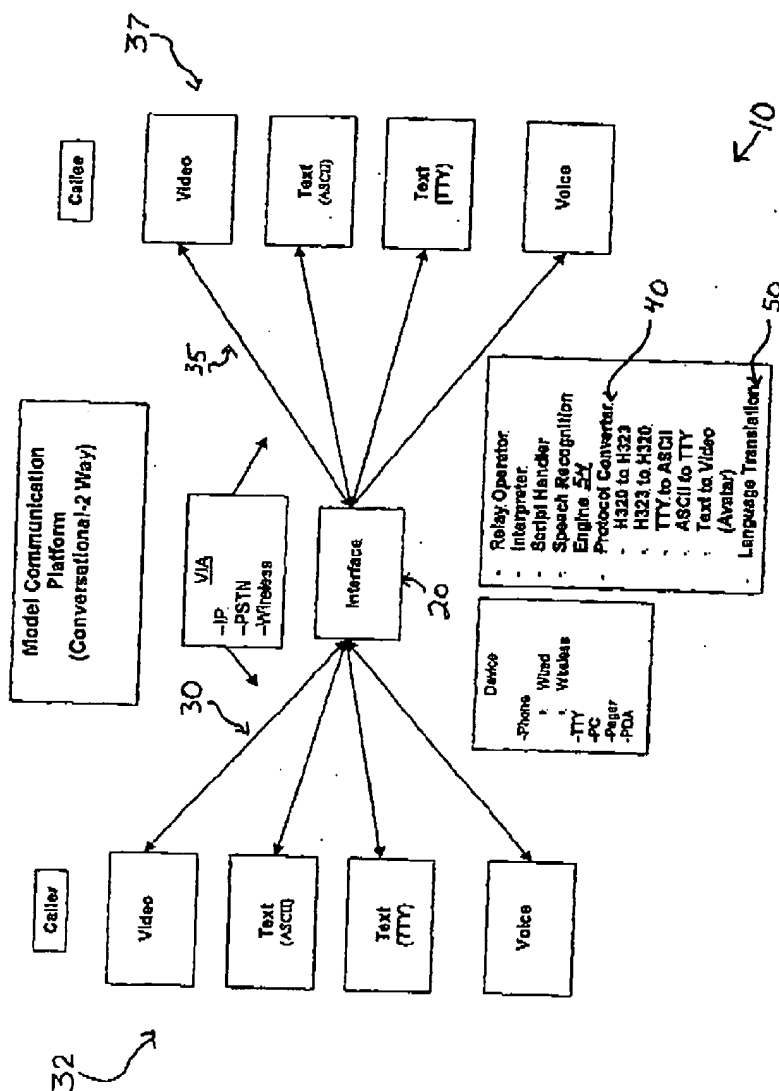 Model Communication
Platform
(Conversational-2 Way)
Caller
Callee
VIA
-IP
-PSTN
-Wireless
32
30
35
37
Video
Text
(ASCII)
Text
(TTY)
Voice
Interface
20
Video
Text
(ASCII)
Text
(TTY)
Voice
Device
-Phone
• Wired
• Wireless
-TTY
-PC
-Pager
-PDA
- Relay Operator
- Interpreter
- Script Handler
- Speech Recognition
Engine 54
- Protocol Converter
- H320 to H323
- H323 to H320
- TTY to ASCII
- ASCII to TTY
- Text to Video
(Avatar)
- Language Translation
40
50
10